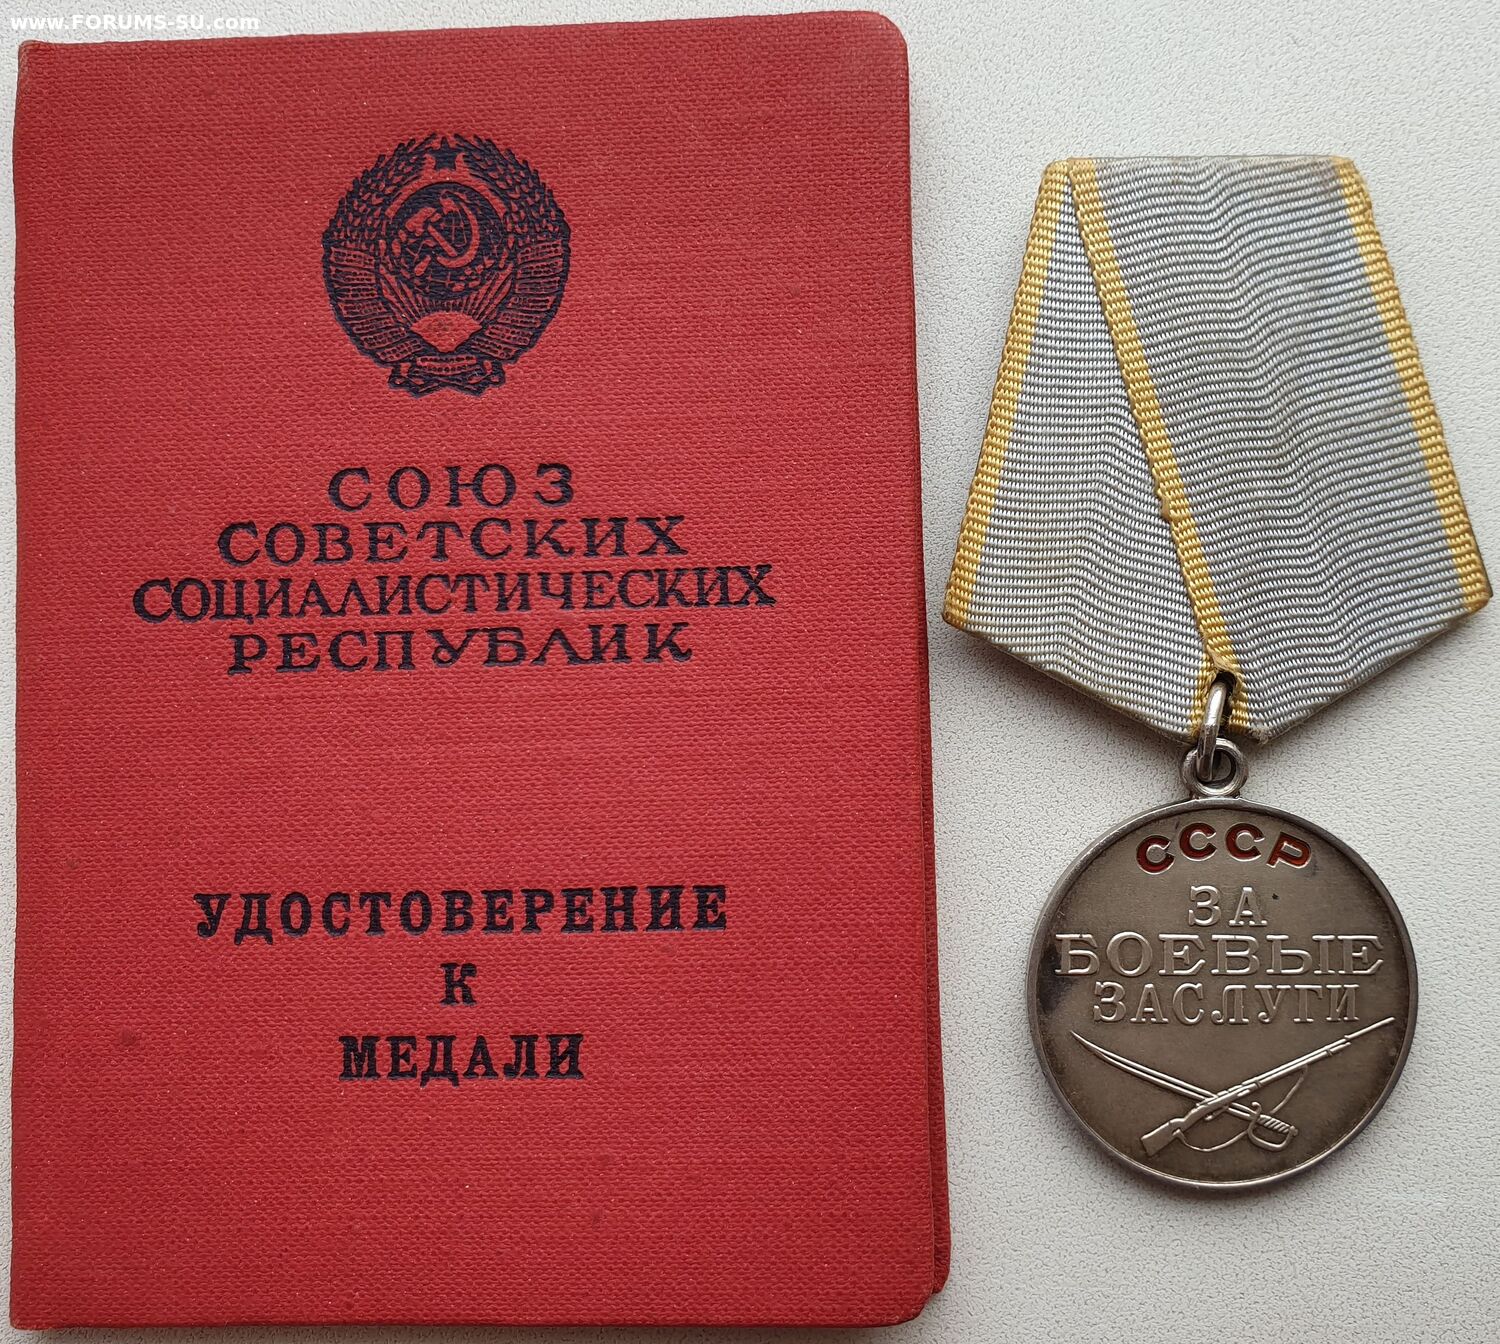 www.FORUMS-SU.com
СОЮЗ
СОВЕТСКИХ
СОЦИАЛИСТИЧЕСКИХ
РЕСПУБЛИК
УДОСТОВЕРЕНИЕ
К
МЕДАЛИ
СССР
ЗА
БОЕВЫЕ
ЗАСЛУГИ